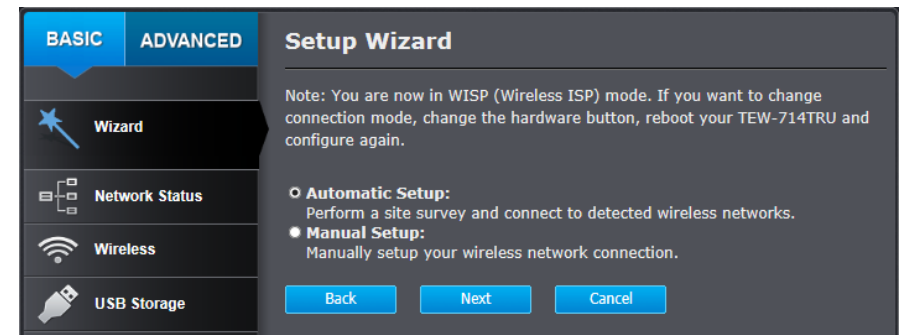 BASIC
ADVANCED
Wizard
Network Status
Wireless
USB Storage
Setup Wizard
Note: You are now in WISP (Wireless ISP) mode. If you want to change
connection mode, change the hardware button, reboot your TEW-714TRU and
configure again.
Automatic Setup:
Perform a site survey and connect to detected wireless networks.
Manual Setup:
Manually setup your wireless network connection.
Back
Next
Cancel